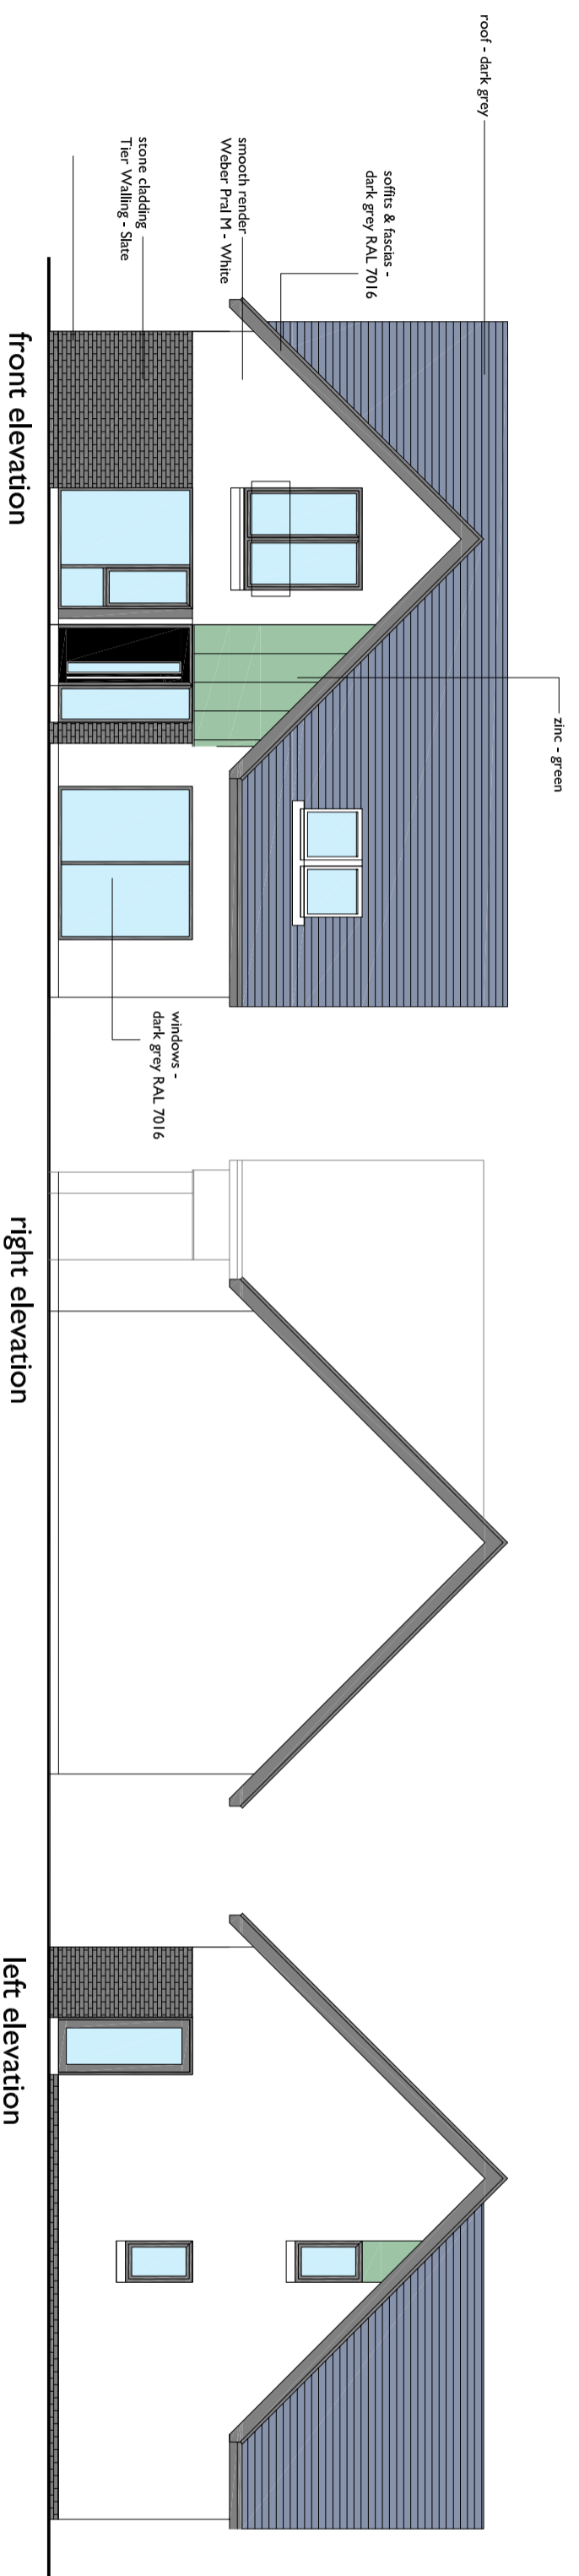 roof - dark grey
soffits & fascias -
dark grey RAL 7016
smooth render
Weber Pral M - White
stone cladding
Tier Walling - Slate
zinc - green
windows -
dark grey RAL 7016
front elevation
right elevation
left elevation